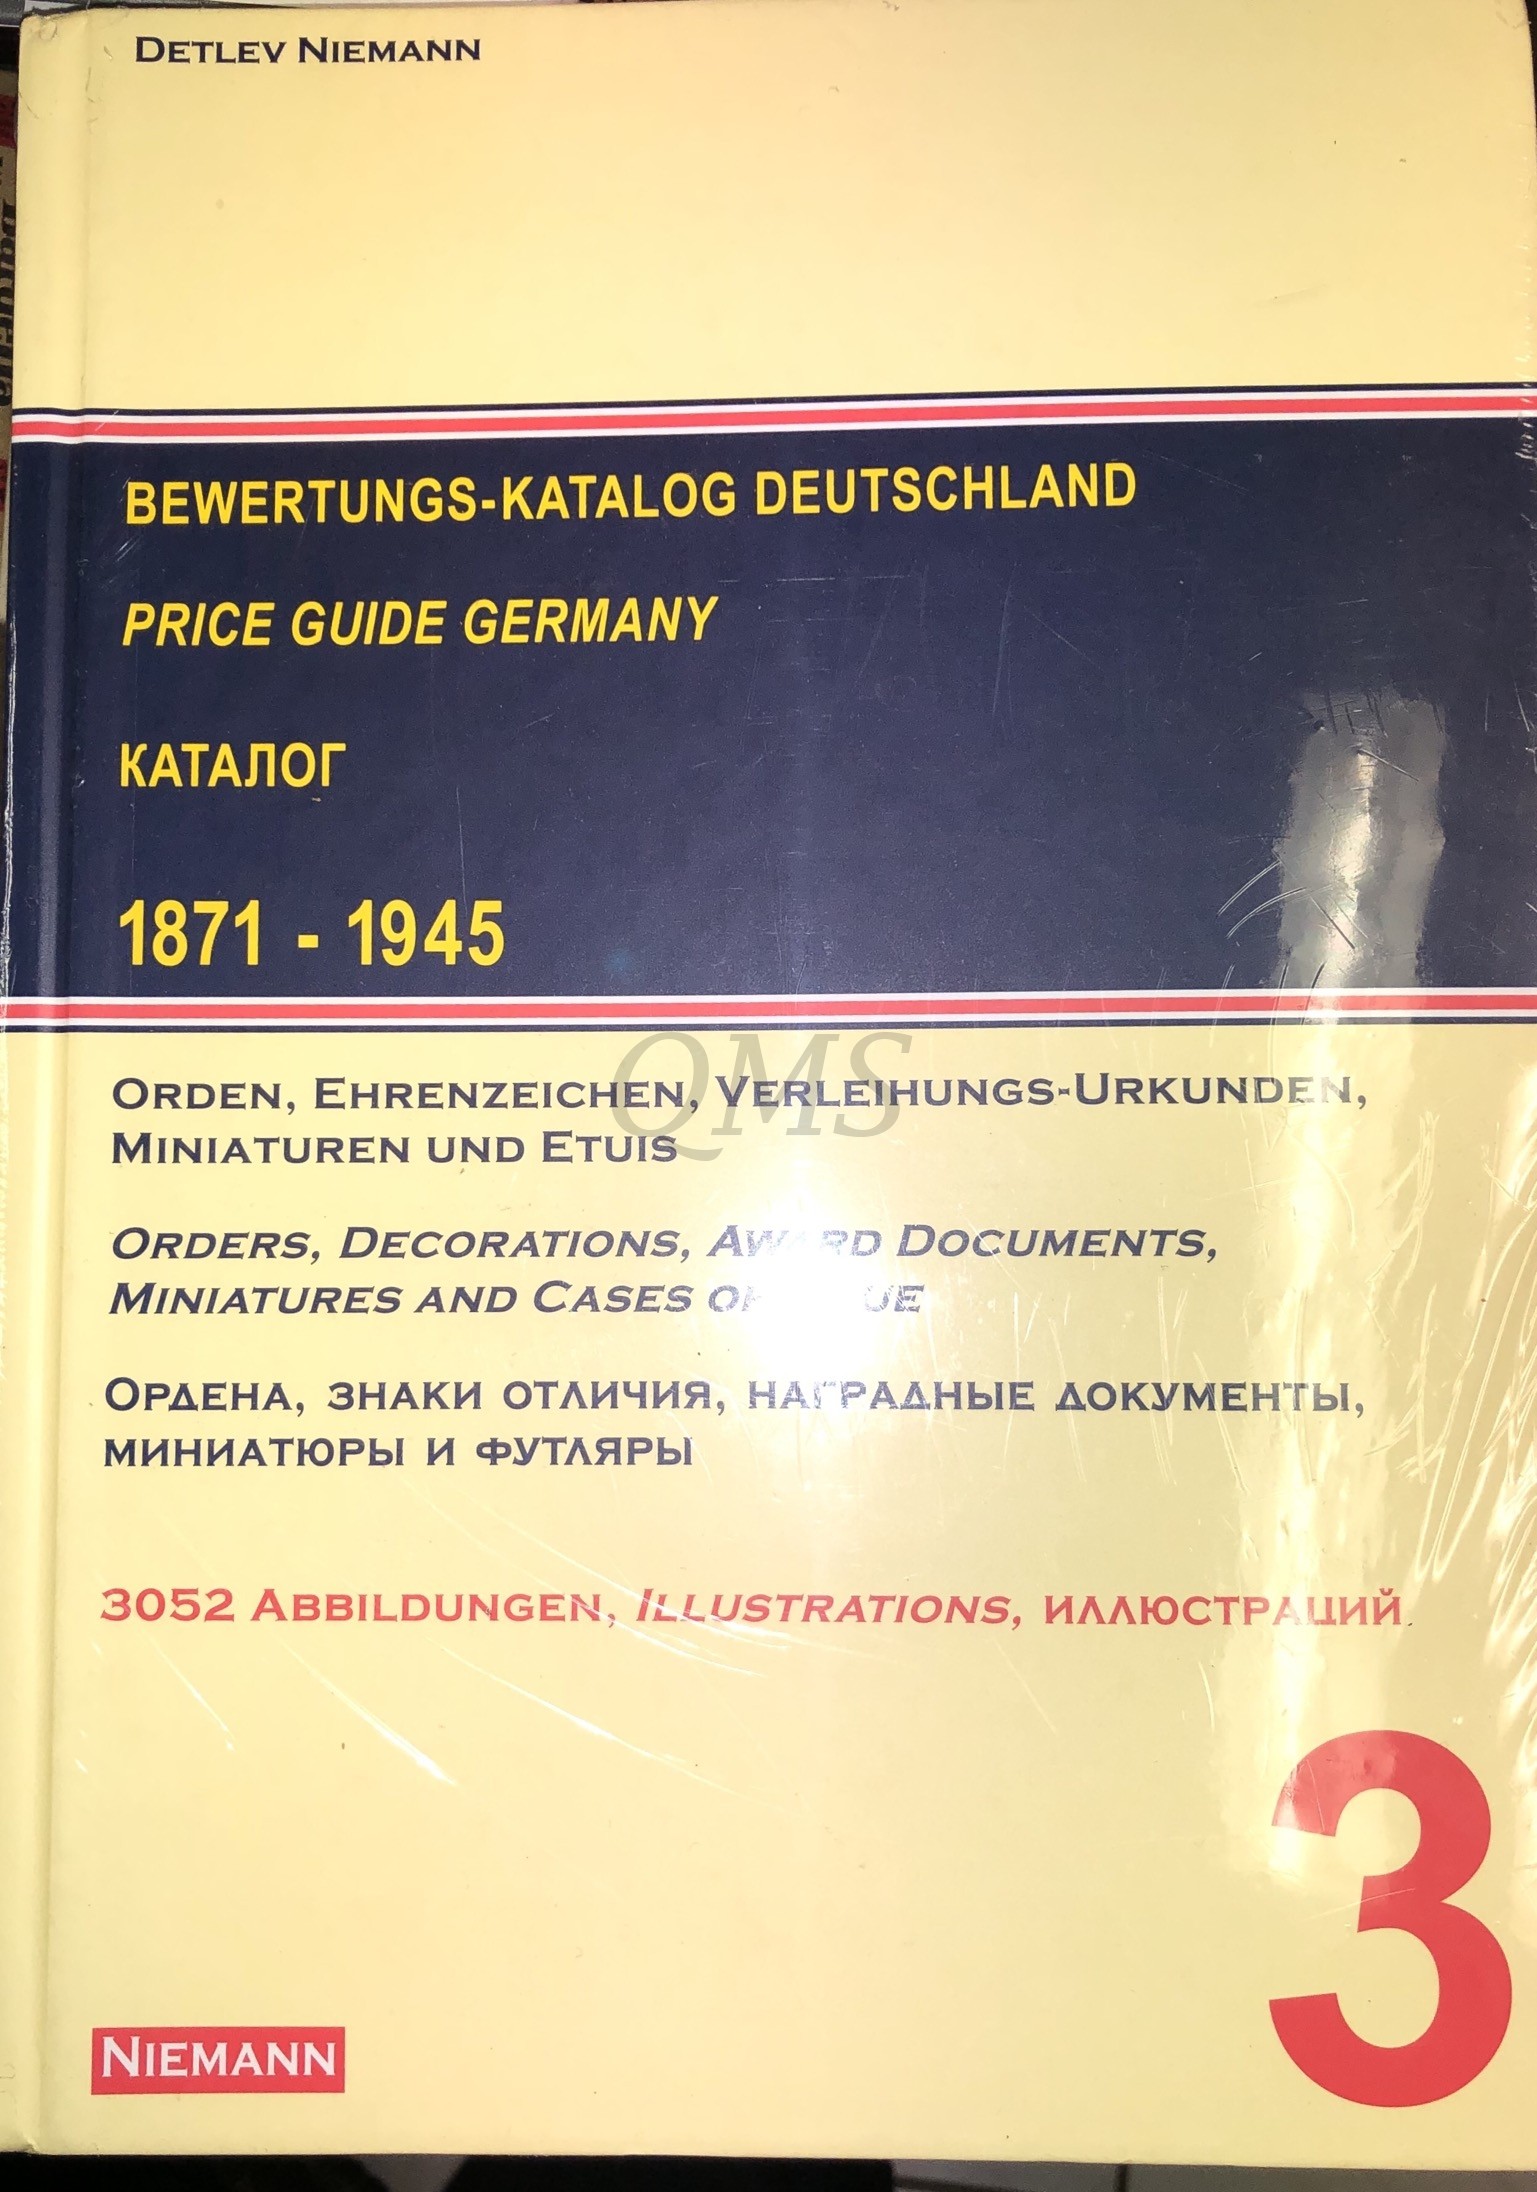 DETLEV NIEMANN
BEWERTUNGS-KATALOG DEUTSCHLAND
PRICE GUIDE GERMANY
КАТАЛОГ
1871 - 1945
QMS
ORDEN, EHRENZEICHEN, VERLEIHUNGS-URKUNDEN,
MINIATUREN UND ETUIS
ORDERS, DECORATIONS, AWARD DOCUMENTS,
MINIATURES AND CASES
ОРДЕНА, ЗНАКИ ОТЛИЧИЯ, НАГРАДНЫЕ ДОКУМЕНТЫ,
МИНИАТЮРЫ И ФУТЛЯРЫ
3052 ABBILDUNGEN, ILLUSTRATIONS, ИЛЛЮСТРАЦИЙ
3
NIEMANN